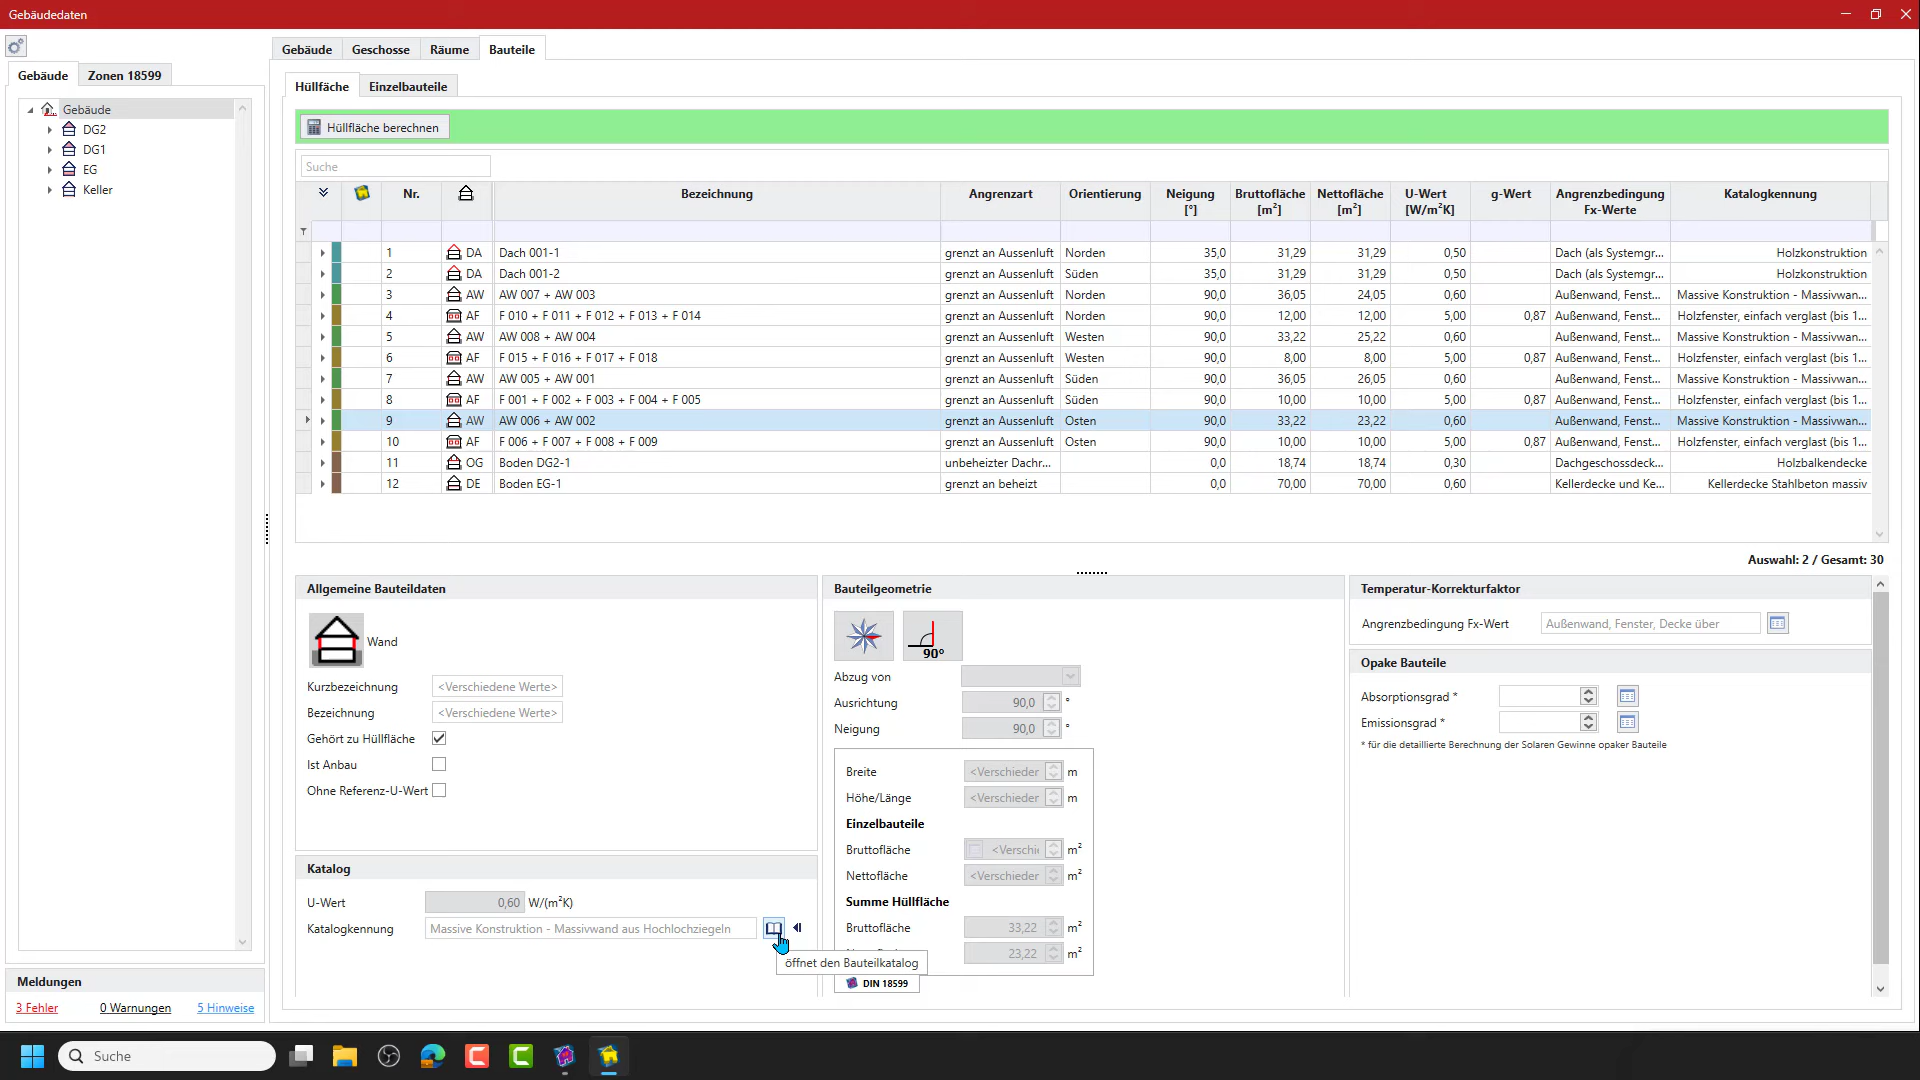 Gebäudedaten
Gebäude Geschosse Räume Bauteile
Gebäude Zonen 18599
Hüllfäche Einzelbauteile
Gebäude
DG2
DG1
EG
Keller
Hüllfläche berechnen
Suche
Nr. Bezeichnung Angrenzart Orientierung Neigung [°] Bruttofläche [m²] Nettofläche [m²] U-Wert [W/m²K] g-Wert Angrenzbedingung Fx-Werte Katalogkennung
1 DA Dach 001-1 grenzt an Aussenluft Norden 35,0 31,29 31,29 0,50 Dach (als Systemgr... Holzkonstruktion
2 DA Dach 001-2 grenzt an Aussenluft Süden 35,0 31,29 31,29 0,50 Dach (als Systemgr... Holzkonstruktion
3 AW AW 007 + AW 003 grenzt an Aussenluft Norden 90,0 36,05 24,05 0,60 Außenwand, Fenst... Massive Konstruktion - Massivwan...
4 AF F 010 + F 011 + F 012 + F 013 + F 014 grenzt an Aussenluft Norden 90,0 12,00 12,00 5,00 0,87 Außenwand, Fenst... Holzfenster, einfach verglast (bis 1...
5 AW AW 008 + AW 004 grenzt an Aussenluft Westen 90,0 33,22 25,22 0,60 Außenwand, Fenst... Massive Konstruktion - Massivwan...
6 AF F 015 + F 016 + F 017 + F 018 grenzt an Aussenluft Westen 90,0 8,00 8,00 5,00 0,87 Außenwand, Fenst... Holzfenster, einfach verglast (bis 1...
7 AW AW 005 + AW 001 grenzt an Aussenluft Süden 90,0 36,05 26,05 0,60 Außenwand, Fenst... Massive Konstruktion - Massivwan...
8 AF F 001 + F 002 + F 003 + F 004 + F 005 grenzt an Aussenluft Süden 90,0 10,00 10,00 5,00 0,87 Außenwand, Fenst... Holzfenster, einfach verglast (bis 1...
9 AW AW 006 + AW 002 grenzt an Aussenluft Osten 90,0 33,22 23,22 0,60 Außenwand, Fenst... Massive Konstruktion - Massivwan...
10 AF F 006 + F 007 + F 008 + F 009 grenzt an Aussenluft Osten 90,0 10,00 10,00 5,00 0,87 Außenwand, Fenst... Holzfenster, einfach verglast (bis 1...
11 OG Boden DG2-1 unbeheizter Dachr... 0,0 18,74 18,74 0,30 Dachgeschossdeck... Holzbalkendecke
12 DE Boden EG-1 grenzt an beheizt 0,0 70,00 70,00 0,60 Kellerdecke und Ke... Kellerdecke Stahlbeton massiv
Auswahl: 2 / Gesamt: 30
Allgemeine Bauteildaten
Wand
Kurzbezeichnung <Verschiedene Werte>
Bezeichnung <Verschiedene Werte>
Gehört zu Hüllfläche
Ist Anbau
Ohne Referenz-U-Wert
Katalog
U-Wert 0,60 W/(m²K)
Katalogkennung Massive Konstruktion - Massivwand aus Hochlochziegeln
öffnet den Bauteilkatalog
Bauteilgeometrie
90°
Abzug von
Ausrichtung 90,0 °
Neigung 90,0 °
Breite <Verschieder m
Höhe/Länge <Verschieder m
Einzelbauteile
Bruttofläche <Verschie m²
Nettofläche <Verschieder m²
Summe Hüllfläche
Bruttofläche 33,22 m²
23,22 m²
DIN 18599
Temperatur-Korrekturfaktor
Angrenzbedingung Fx-Wert Außenwand, Fenster, Decke über
Opake Bauteile
Absorptionsgrad *
Emissionsgrad *
* für die detaillierte Berechnung der Solaren Gewinne opaker Bauteile
Meldungen
3 Fehler 0 Warnungen 5 Hinweise
Suche